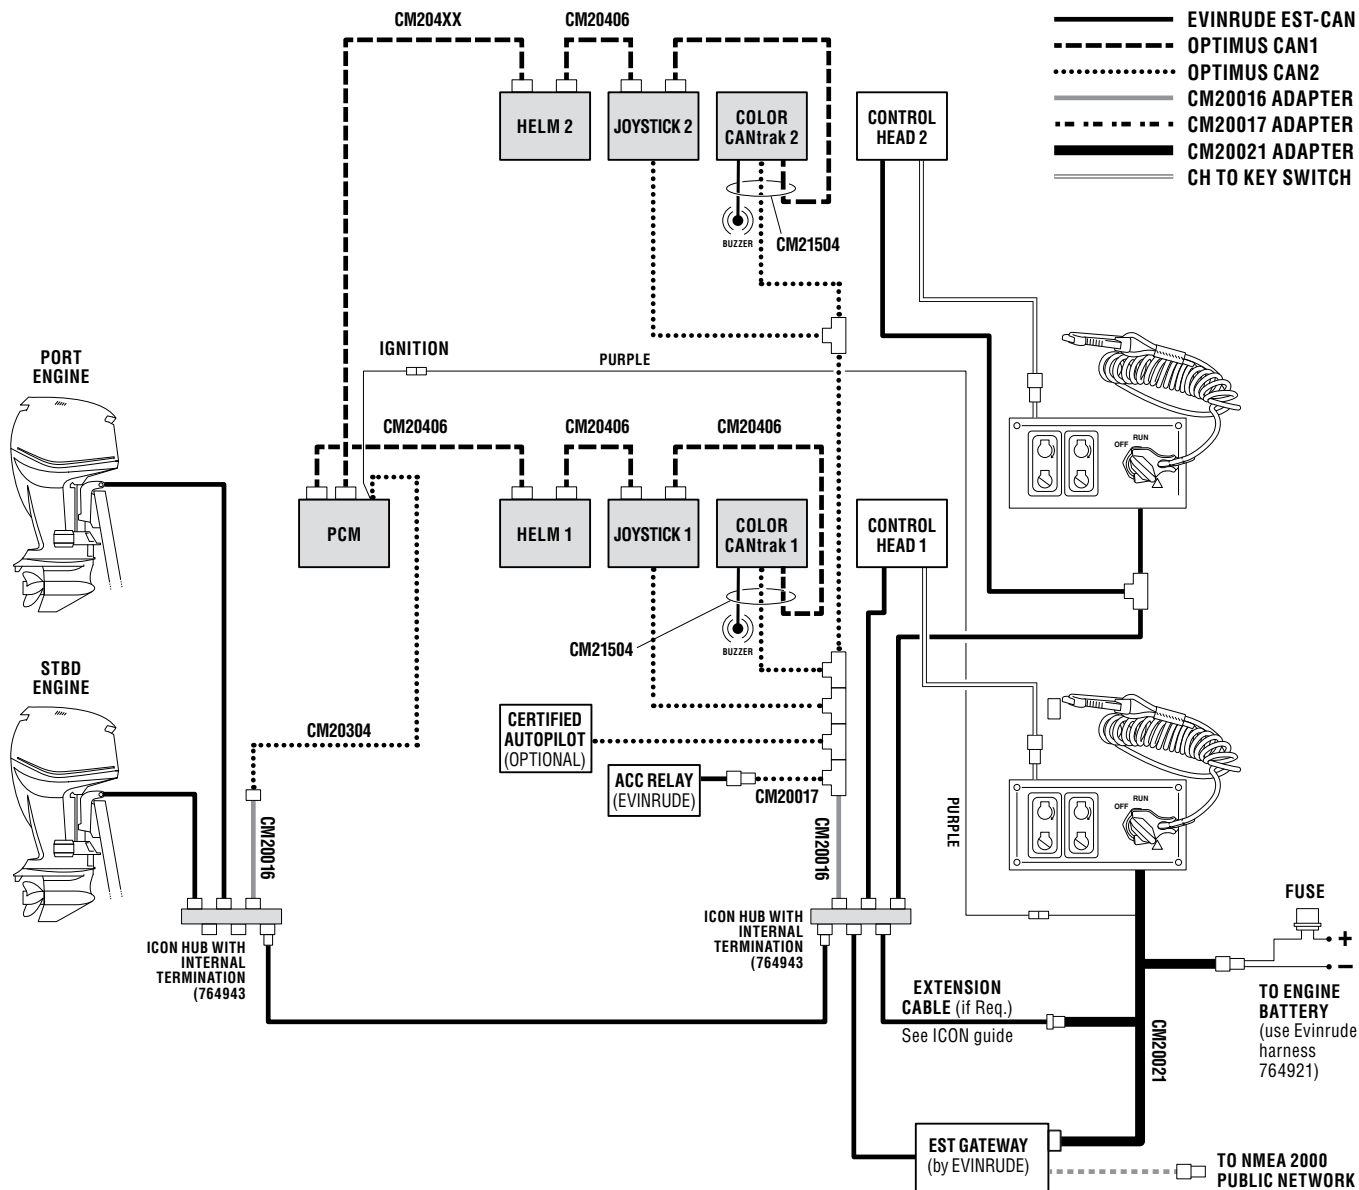 CM204XX
CM20406
EVINRUDE EST-CAN
OPTIMUS CAN1
OPTIMUS CAN2
CM20016 ADAPTER
CM20017 ADAPTER
CM20021 ADAPTER
CH TO KEY SWITCH
HELM 2
JOYSTICK 2
COLOR
CANtrak 2
CONTROL
HEAD 2
BUZZER
CM21504
IGNITION
PURPLE
PORT
ENGINE
CM20406
CM20406
CM20406
OFF
RUN
PCM
HELM 1
JOYSTICK 1
COLOR
CANtrak 1
CONTROL
HEAD 1
CM21504
BUZZER
STBD
ENGINE
CM20304
CERTIFIED
AUTOPILOT
(OPTIONAL)
ACC RELAY
(EVINRUDE)
CM20017
CM20016
CM20016
PURPLE
OFF
RUN
FUSE
+
–
ICON HUB WITH
INTERNAL
TERMINATION
(764943
ICON HUB WITH
INTERNAL
TERMINATION
(764943
EXTENSION
CABLE (if Req.)
See ICON guide
CM20021
TO ENGINE
BATTERY
(use Evinrude
harness
764921)
EST GATEWAY
(by EVINRUDE)
TO NMEA 2000
PUBLIC NETWORK